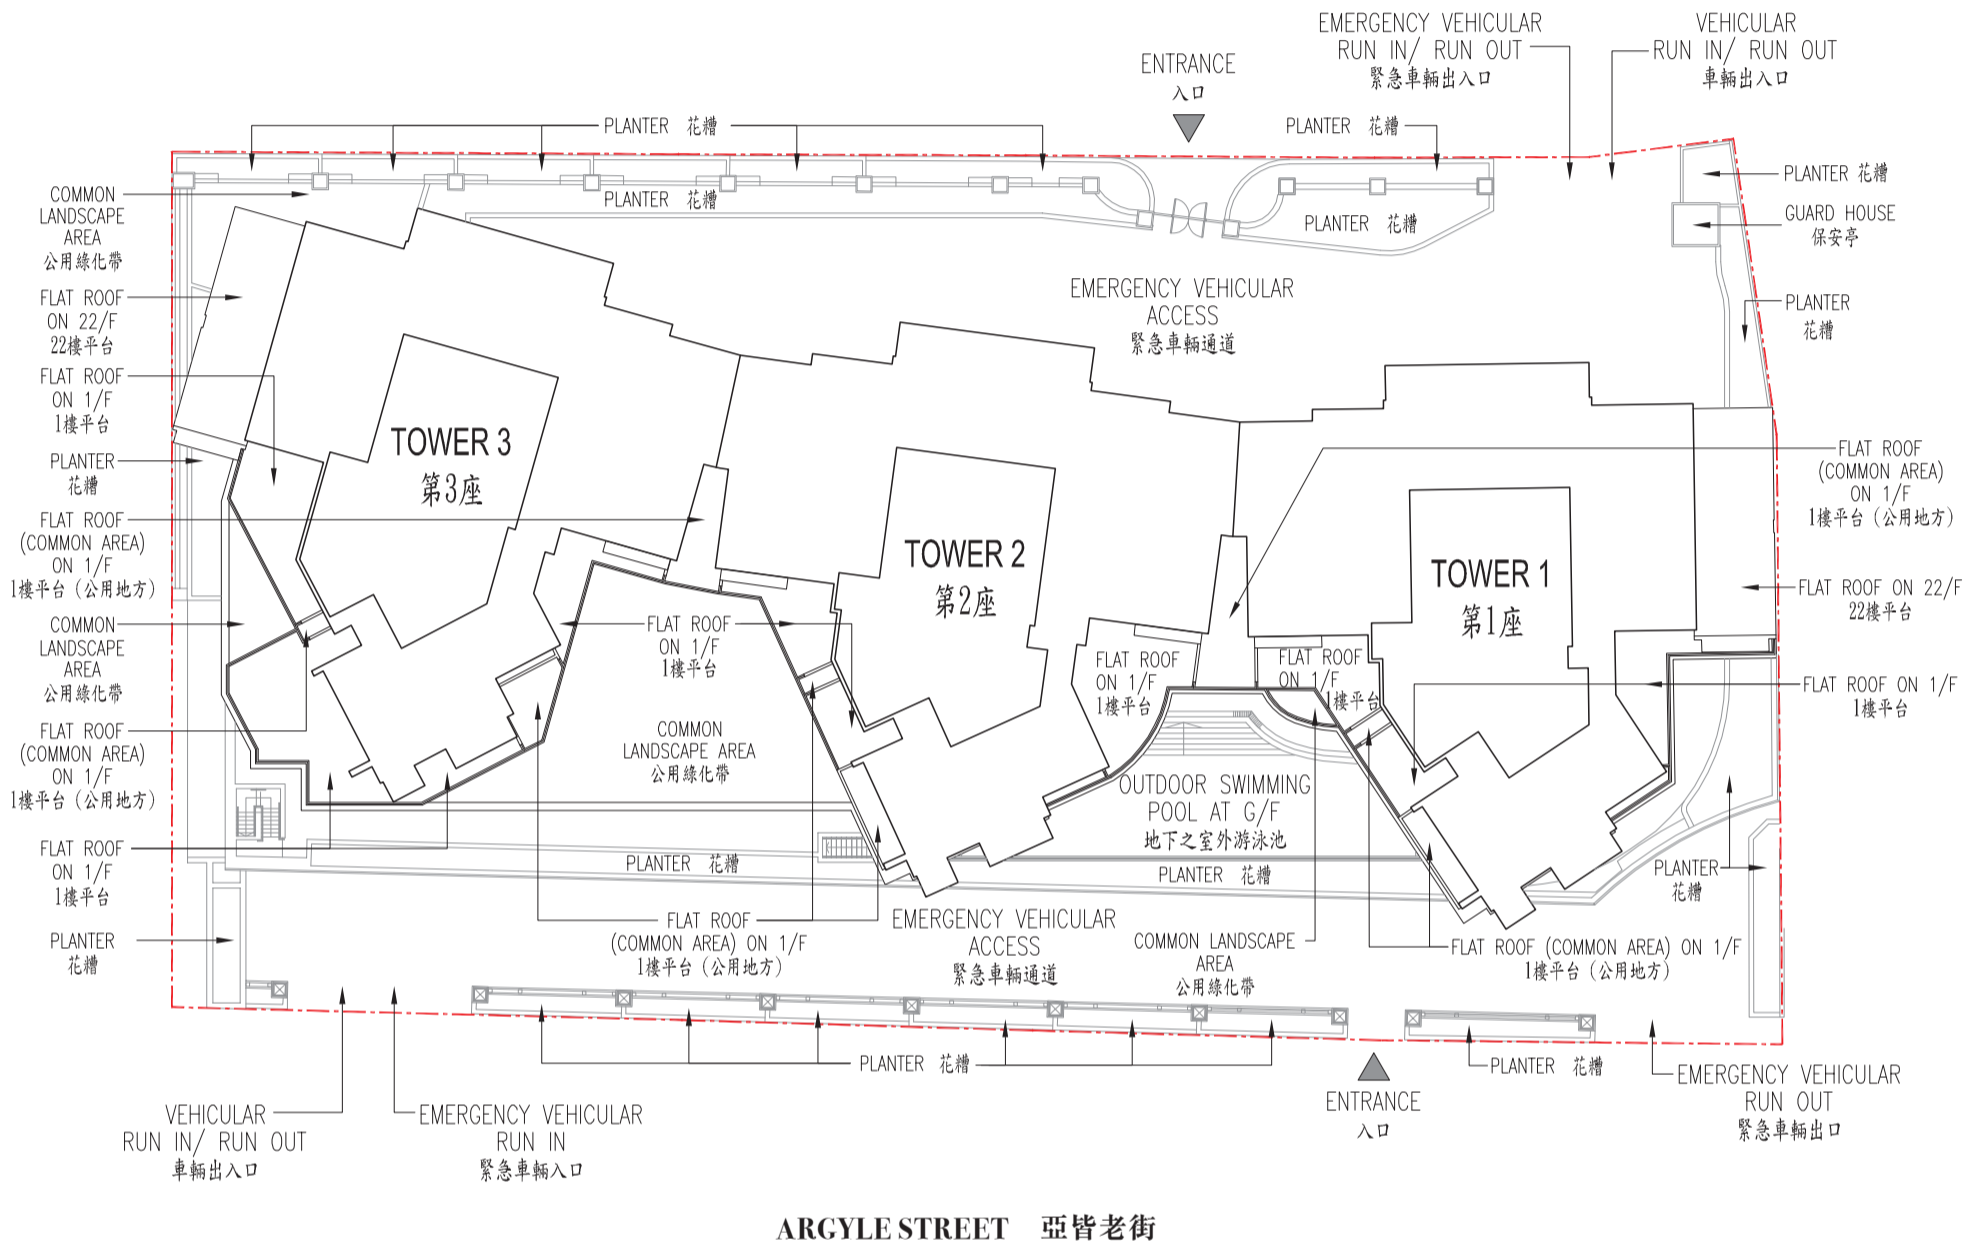 EMERGENCY VEHICULAR
RUN IN/ RUN OUT
緊急車輛出入口
VEHICULAR
RUN IN/ RUN OUT
車輛出入口
ENTRANCE
入口
PLANTER 花糟
PLANTER 花糟
PLANTER 花糟
COMMON
LANDSCAPE
AREA
公用綠化帶
PLANTER 花糟
PLANTER 花糟
GUARD HOUSE
保安亭
FLAT ROOF
ON 22/F
22樓平台
EMERGENCY VEHICULAR
ACCESS
緊急車輛通道
PLANTER
花糟
FLAT ROOF
ON 1/F
1樓平台
TOWER 3
第3座
PLANTER
花糟
FLAT ROOF
(COMMON AREA)
ON 1/F
1樓平台 (公用地方)
FLAT ROOF
(COMMON AREA)
ON 1/F
1樓平台 (公用地方)
TOWER 2
第2座
TOWER 1
第1座
FLAT ROOF ON 22/F
22樓平台
COMMON
LANDSCAPE
AREA
公用綠化帶
FLAT ROOF
ON 1/F
1樓平台
FLAT ROOF
ON 1/F
1樓平台
FLAT ROOF
ON 1/F
1樓平台
FLAT ROOF ON 1/F
1樓平台
FLAT ROOF
(COMMON AREA)
ON 1/F
1樓平台 (公用地方)
COMMON
LANDSCAPE AREA
公用綠化帶
OUTDOOR SWIMMING
POOL AT G/F
地下之室外游泳池
FLAT ROOF
ON 1/F
1樓平台
PLANTER 花糟
PLANTER 花糟
PLANTER
花糟
PLANTER
花糟
FLAT ROOF
(COMMON AREA) ON 1/F
1樓平台 (公用地方)
EMERGENCY VEHICULAR
ACCESS
緊急車輛通道
COMMON LANDSCAPE
AREA
公用綠化帶
FLAT ROOF (COMMON AREA) ON 1/F
1樓平台 (公用地方)
PLANTER 花糟
PLANTER 花糟
VEHICULAR
RUN IN/ RUN OUT
車輛出入口
EMERGENCY VEHICULAR
RUN IN
緊急車輛入口
ENTRANCE
入口
EMERGENCY VEHICULAR
RUN OUT
緊急車輛出口
ARGYLE STREET 亞皆老街